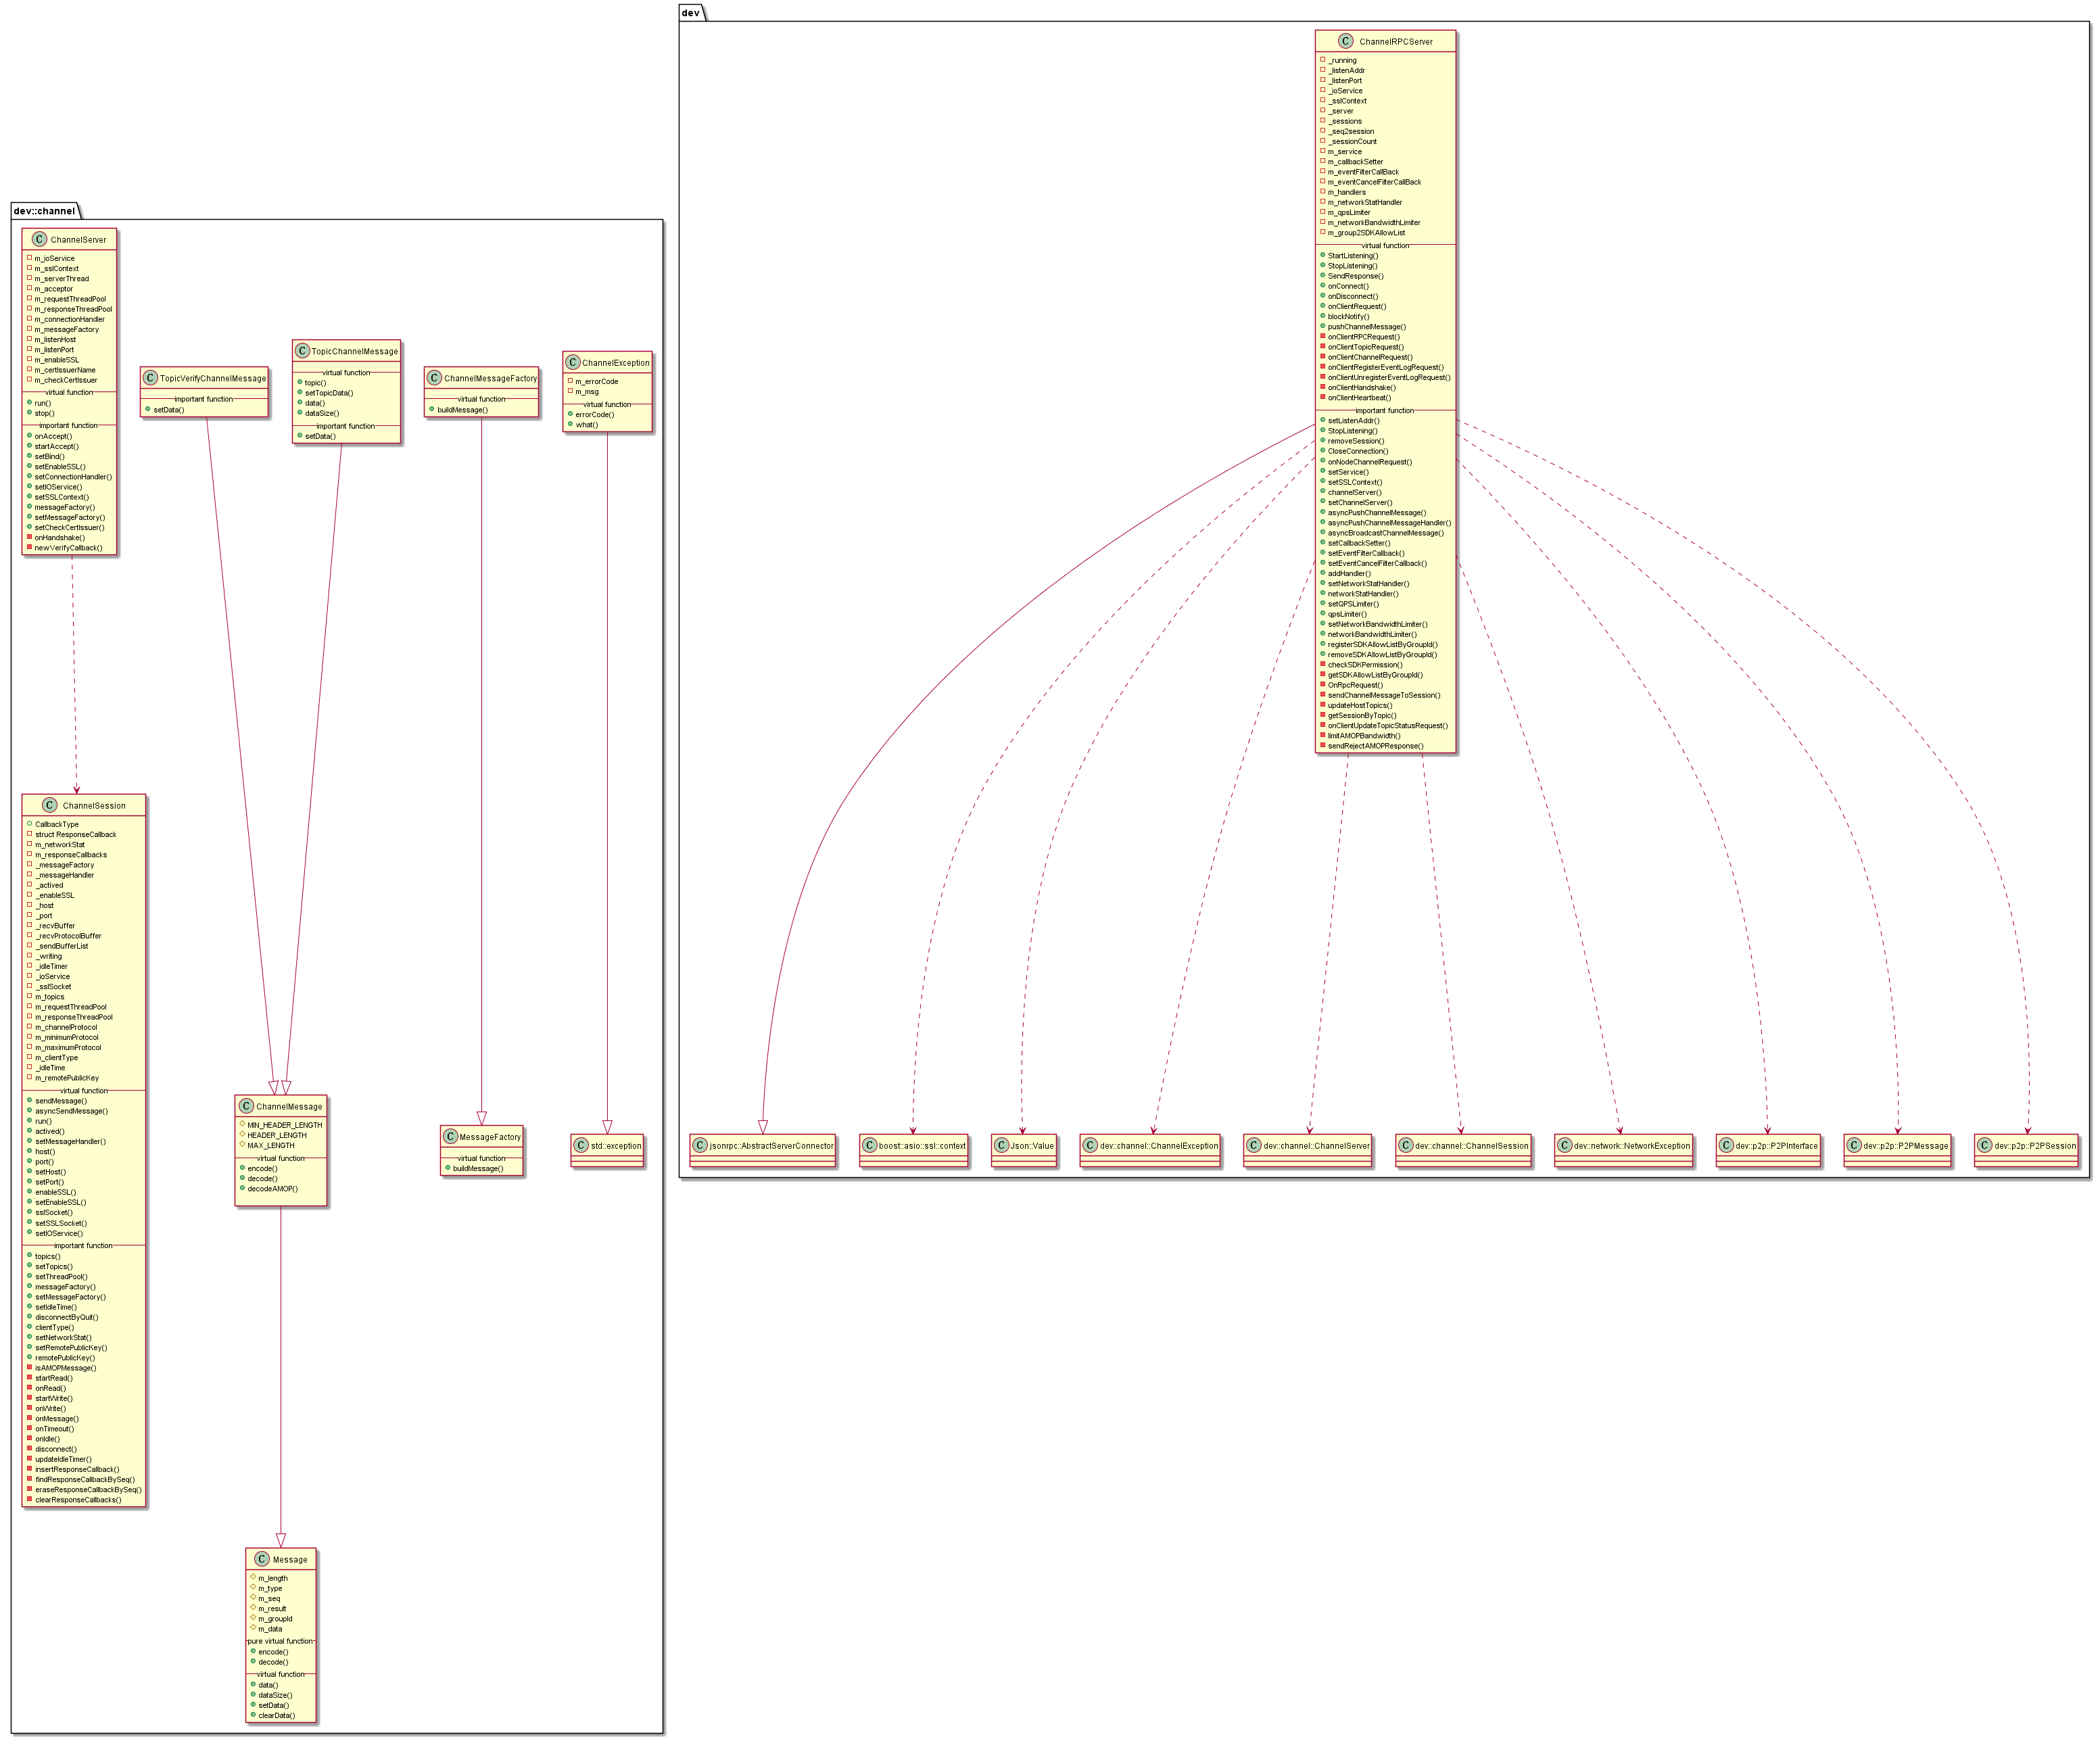 dev::channel
ChannelServer
m_ioService
m_sslContext
m_serverThread
m_acceptor
m_requestThreadPool
m_responseThreadPool
m_connectionHandler
m_messageFactory
m_listenHost
m_listenPort
m_enableSSL
m_certIssuerName
m_checkCertIssuer
virtual function
run()
stop()
important function
onAccept()
startAccept()
setBind()
setEnableSSL()
setConnectionHandler()
setIOService()
setSSLContext()
messageFactory()
setMessageFactory()
setCheckCertIssuer()
onHandshake()
newVerifyCallback()
TopicVerifyChannelMessage
important function
setData()
TopicChannelMessage
virtual function
topic()
setTopicData()
data()
dataSize()
important function
setData()
ChannelMessageFactory
virtual function
buildMessage()
ChannelException
m_errorCode
m_msg
virtual function
errorCode()
what()
ChannelSession
CallbackType
struct ResponseCallback
m_networkStat
m_responseCallbacks
_messageFactory
_messageHandler
_actived
_enableSSL
_host
_port
_recvBuffer
_recvProtocolBuffer
_sendBufferList
_writing
_idleTimer
_ioService
_sslSocket
m_topics
m_requestThreadPool
m_responseThreadPool
m_channelProtocol
m_minimumProtocol
m_maximumProtocol
m_clientType
_idleTime
m_remotePublicKey
virtual function
sendMessage()
asyncSendMessage()
run()
actived()
setMessageHandler()
host()
port()
setHost()
setPort()
enableSSL()
setEnableSSL()
sslSocket()
setSSLSocket()
setIOService()
important function
topics()
setTopics()
setThreadPool()
messageFactory()
setMessageFactory()
setIdleTime()
disconnectByQuit()
clientType()
setNetworkStat()
setRemotePublicKey()
remotePublicKey()
isAMOPMessage()
startRead()
onRead()
startWrite()
onWrite()
onMessage()
onTimeout()
onIdle()
disconnect()
updateIdleTimer()
insertResponseCallback()
findResponseCallbackBySeq()
eraseResponseCallbackBySeq()
clearResponseCallbacks()
ChannelMessage
MIN_HEADER_LENGTH
HEADER_LENGTH
MAX_LENGTH
virtual function
encode()
decode()
decodeAMOP()
MessageFactory
virtual function
buildMessage()
std::exception
Message
m_length
m_type
m_seq
m_result
m_groupId
m_data
pure virtual function
encode()
decode()
virtual function
data()
dataSize()
setData()
clearData()
dev
ChannelRPCServer
_running
_listenAddr
_listenPort
_ioService
_sslContext
_server
_sessions
_seq2session
_sessionCount
m_service
m_callbackSetter
m_eventFilterCallBack
m_eventCancelFilterCallBack
m_handlers
m_networkStatHandler
m_qpsLimiter
m_networkBandwidthLimiter
m_group2SDKAllowList
virtual function
StartListening()
StopListening()
SendResponse()
onConnect()
onDisconnect()
onClientRequest()
blockNotify()
pushChannelMessage()
onClientRPCRequest()
onClientTopicRequest()
onClientChannelRequest()
onClientRegisterEventLogRequest()
onClientUnregisterEventLogRequest()
onClientHandshake()
onClientHeartbeat()
important function
setListenAddr()
StopListening()
removeSession()
CloseConnection()
onNodeChannelRequest()
setService()
setSSLContext()
channelServer()
setChannelServer()
asyncPushChannelMessage()
asyncPushChannelMessageHandler()
asyncBroadcastChannelMessage()
setCallbackSetter()
setEventFilterCallback()
setEventCancelFilterCallback()
addHandler()
setNetworkStatHandler()
networkStatHandler()
setQPSLimiter()
qpsLimiter()
setNetworkBandwidthLimiter()
networkBandwidthLimiter()
registerSDKAllowListByGroupId()
removeSDKAllowListByGroupId()
checkSDKPermission()
getSDKAllowListByGroupId()
OnRpcRequest()
sendChannelMessageToSession()
updateHostTopics()
getSessionByTopic()
onClientUpdateTopicStatusRequest()
limitAMOPBandwidth()
sendRejectAMOPResponse()
jsonrpc::AbstractServerConnector
boost::asio::ssl::context
Json::Value
dev::channel::ChannelException
dev::channel::ChannelServer
dev::channel::ChannelSession
dev::network::NetworkException
dev::p2p::P2PInterface
dev::p2p::P2PMessage
dev::p2p::P2PSession